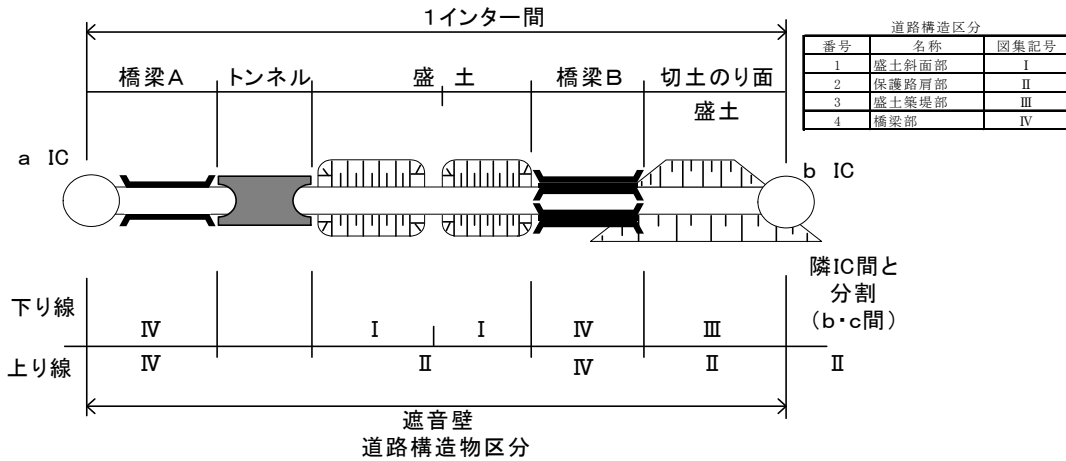 1インター間
橋梁A トンネル 盛 土 橋梁B 切土のり面
盛土
道路構造区分
番号 名称 図集記号
1 盛土斜面部 Ⅰ
2 保護路肩部 Ⅱ
3 盛土築堤部 Ⅲ
4 橋梁部 Ⅳ
a IC
b IC
隣IC間と
分割
(b・c間)
下り線
Ⅳ Ⅰ Ⅰ Ⅳ Ⅲ
上り線
Ⅳ Ⅱ Ⅳ Ⅱ Ⅱ
遮音壁
道路構造物区分